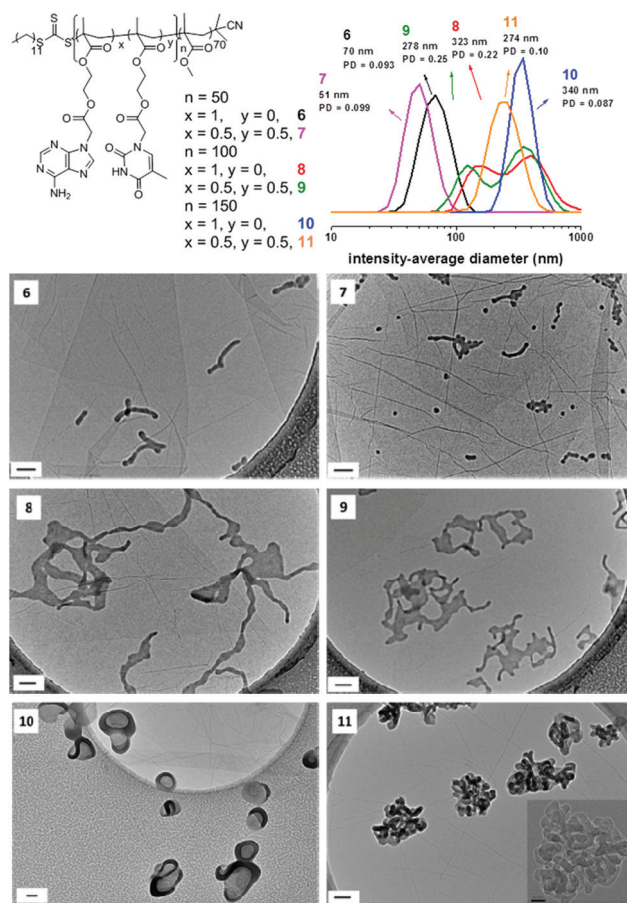 S
S
S
11
x
y
n
70
CN
O
O
O
O
O
O
O
O
O
O
N
N
N
N
NH₂
N
O
HN
O
n = 50
x = 1, y = 0, 6
x = 0.5, y = 0.5, 7
n = 100
x = 1, y = 0, 8
x = 0.5, y = 0.5, 9
n = 150
x = 1, y = 0, 10
x = 0.5, y = 0.5, 11
6
70 nm
PD = 0.093
9
278 nm
PD = 0.25
8
323 nm
PD = 0.22
11
274 nm
PD = 0.10
7
51 nm
PD = 0.099
10
340 nm
PD = 0.087
10
100
1000
intensity-average diameter (nm)
6
7
8
9
10
11